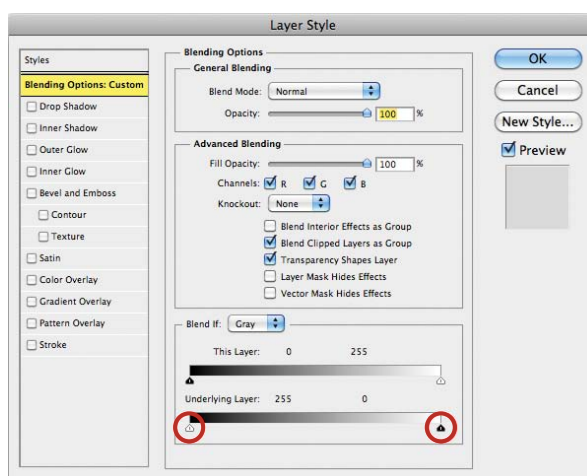 Layer Style
Styles
Blending Options: Custom
Drop Shadow
Inner Shadow
Outer Glow
Inner Glow
Bevel and Emboss
Contour
Texture
Satin
Color Overlay
Gradient Overlay
Pattern Overlay
Stroke
Blending Options
General Blending
Blend Mode: Normal
Opacity: 100 %
Advanced Blending
Fill Opacity: 100 %
Channels: R G B
Knockout: None
Blend Interior Effects as Group
Blend Clipped Layers as Group
Transparency Shapes Layer
Layer Mask Hides Effects
Vector Mask Hides Effects
Blend If: Gray
This Layer: 0 255
Underlying Layer: 255 0
OK
Cancel
New Style...
Preview